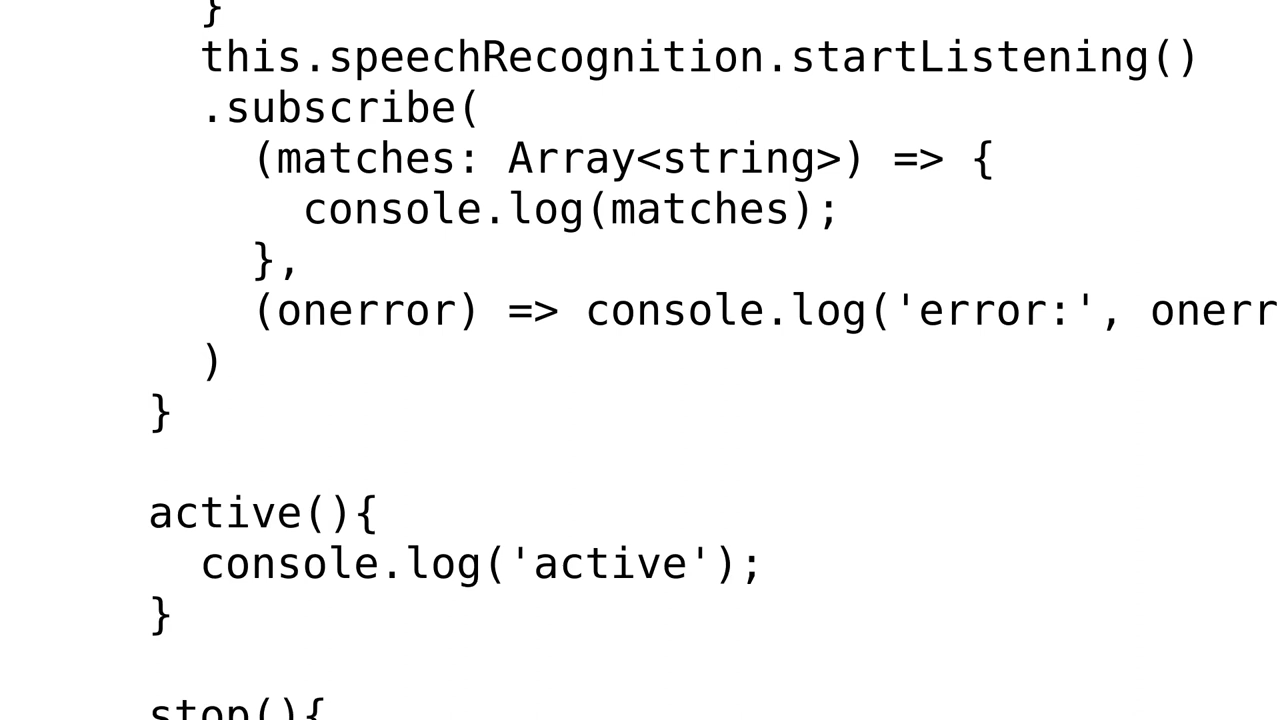 }
this.speechRecognition.startListening()
.subscribe(
(matches: Array<string>) => {
console.log(matches);
},
(onerror) => console.log('error:', onerr
)
}
active(){
console.log('active');
}
stop(){